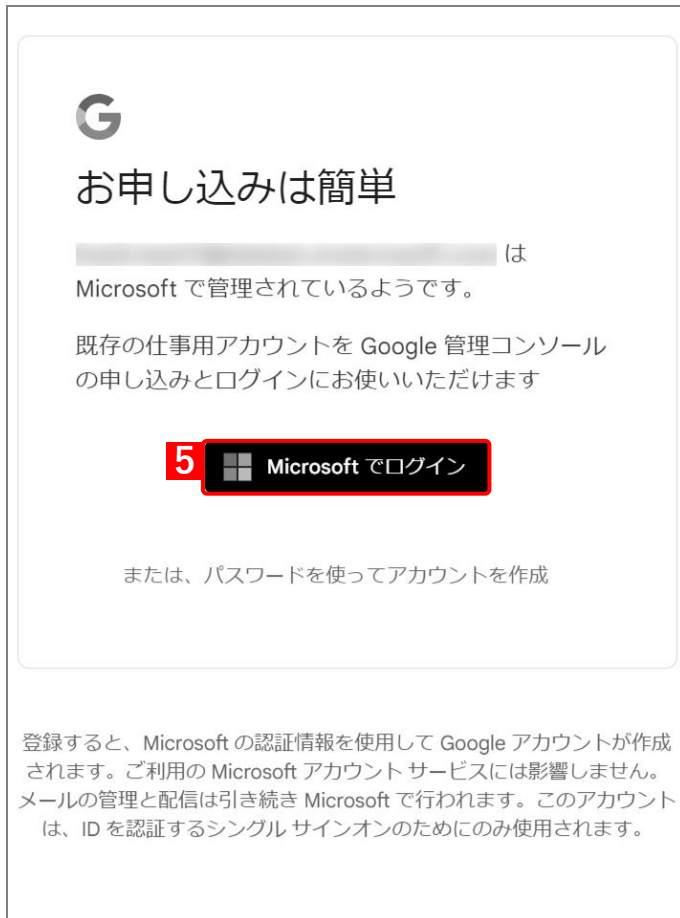 お申し込みは簡単
は
Microsoft で管理されているようです。
既存の仕事用アカウントを Google 管理コンソール
の申し込みとログインにお使いいただけます
5 Microsoft でログイン
または、パスワードを使ってアカウントを作成
登録すると、Microsoft の認証情報を使用して Google アカウントが作成
されます。ご利用の Microsoft アカウント サービスには影響しません。
メールの管理と配信は引き続き Microsoft で行われます。このアカウント
は、ID を認証するシングル サインオンのためにのみ使用されます。